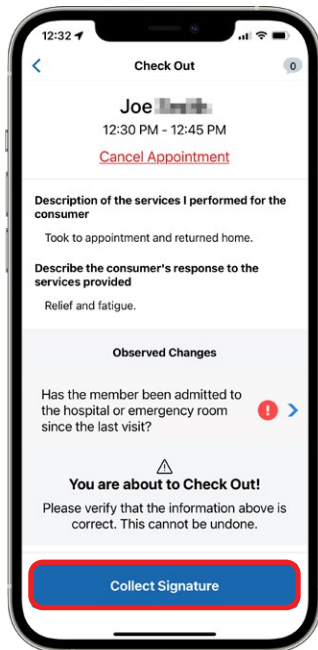 12:32
Check Out
0
Joe
12:30 PM - 12:45 PM
Cancel Appointment
Description of the services I performed for the
consumer
Took to appointment and returned home.
Describe the consumer's response to the
services provided
Relief and fatigue.
Observed Changes
Has the member been admitted to
the hospital or emergency room
since the last visit?
!
You are about to Check Out!
Please verify that the information above is
correct. This cannot be undone.
Collect Signature